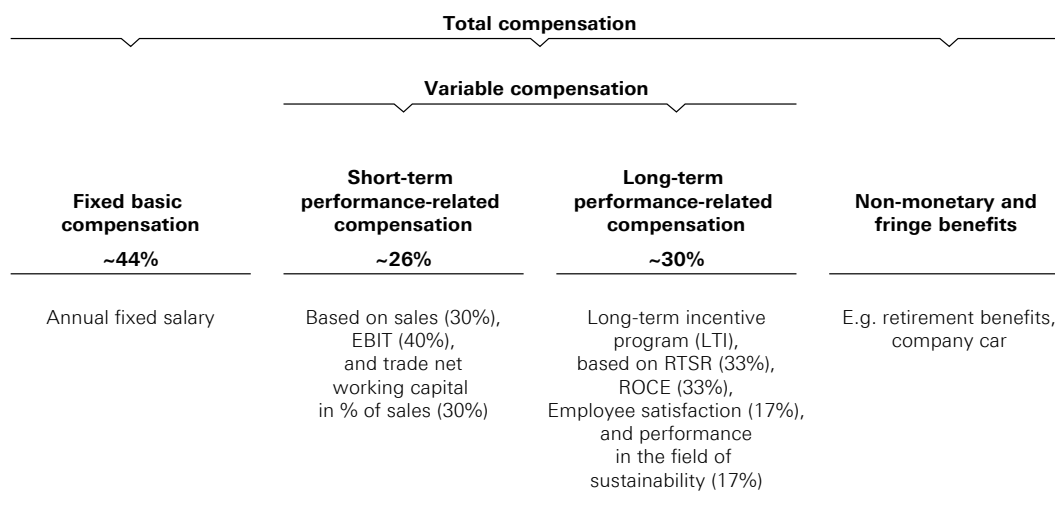 Total compensation
Variable compensation
Fixed basic
compensation
~44%
Annual fixed salary
Short-term
performance-related
compensation
~26%
Based on sales (30%),
EBIT (40%),
and trade net
working capital
in % of sales (30%)
Long-term
performance-related
compensation
~30%
Long-term incentive
program (LTI),
based on RTSR (33%),
ROCE (33%),
Employee satisfaction (17%),
and performance
in the field of
sustainability (17%)
Non-monetary and
fringe benefits
E.g. retirement benefits,
company car